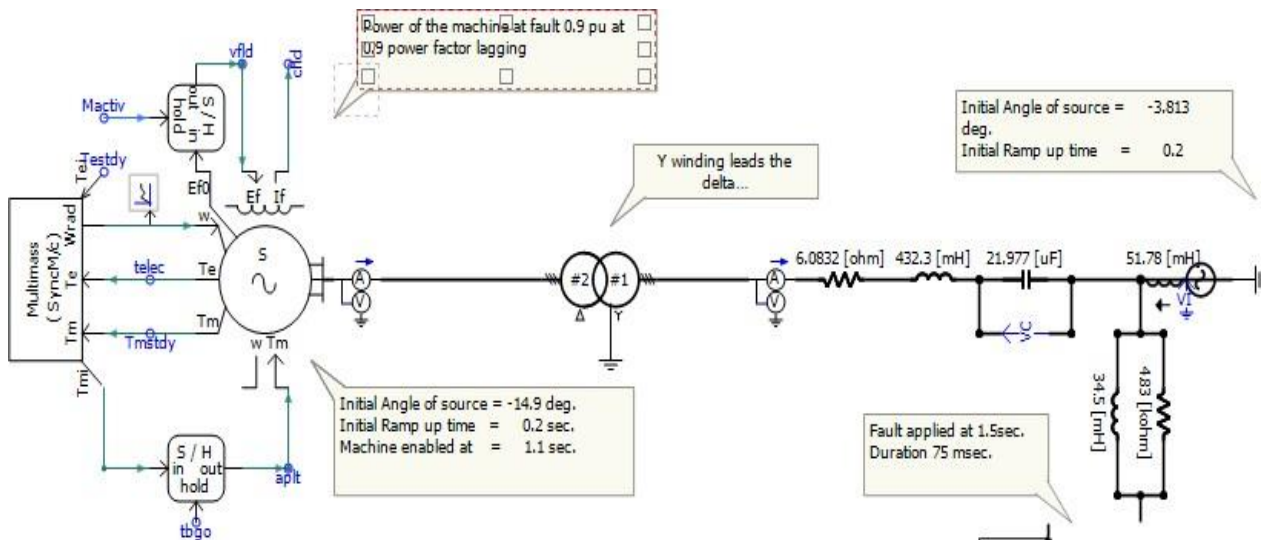 Power of the machine at fault 0.9 pu at
0.9 power factor lagging
vfld
cfld
S / H
in out
hold
Mactiv
Testdy
Tei
Ef0
Ef If
Initial Angle of source = -3.813
deg.
Initial Ramp up time = 0.2
Y winding leads the
delta...
Multimass
(SyncM/c)
Wrad
w
S
Te
telec
Te
A
V
#2 #1
A
V
6.0832 [ohm]
432.3 [mH]
21.977 [uF]
51.78 [mH]
VI
VC
Tm
Tmstdy
Tm
w Tm
Δ
Y
Tmi
Initial Angle of source = -14.9 deg.
Initial Ramp up time = 0.2 sec.
Machine enabled at = 1.1 sec.
34.5 [mH]
4.83 [kohm]
Fault applied at 1.5sec.
Duration 75 msec.
S / H
in out
hold
aplt
tbgo